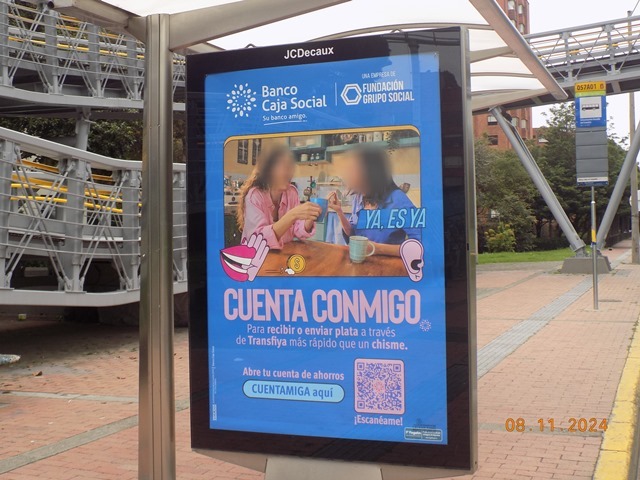 JCDecaux
Banco
Caja Social
Su banco amigo.
UNA EMPRESA DE
FUNDACIÓN
GRUPO SOCIAL
YA, ES YA
CUENTA CONMIGO
Para recibir o enviar plata a través
de Transfiya más rápido que un chisme.
Abre tu cuenta de ahorros
CUENTAMIGA aquí
¡Escanéame!
057A01
08.11.2024